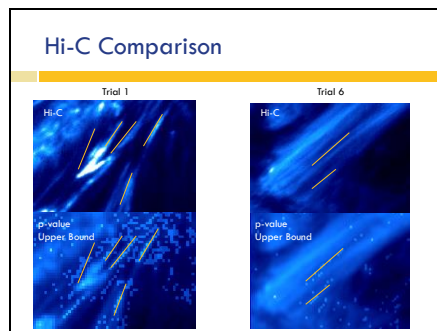 Hi-C Comparison
Trial 1
Trial 6
Hi-C
Hi-C
p-value
Upper Bound
p-value
Upper Bound